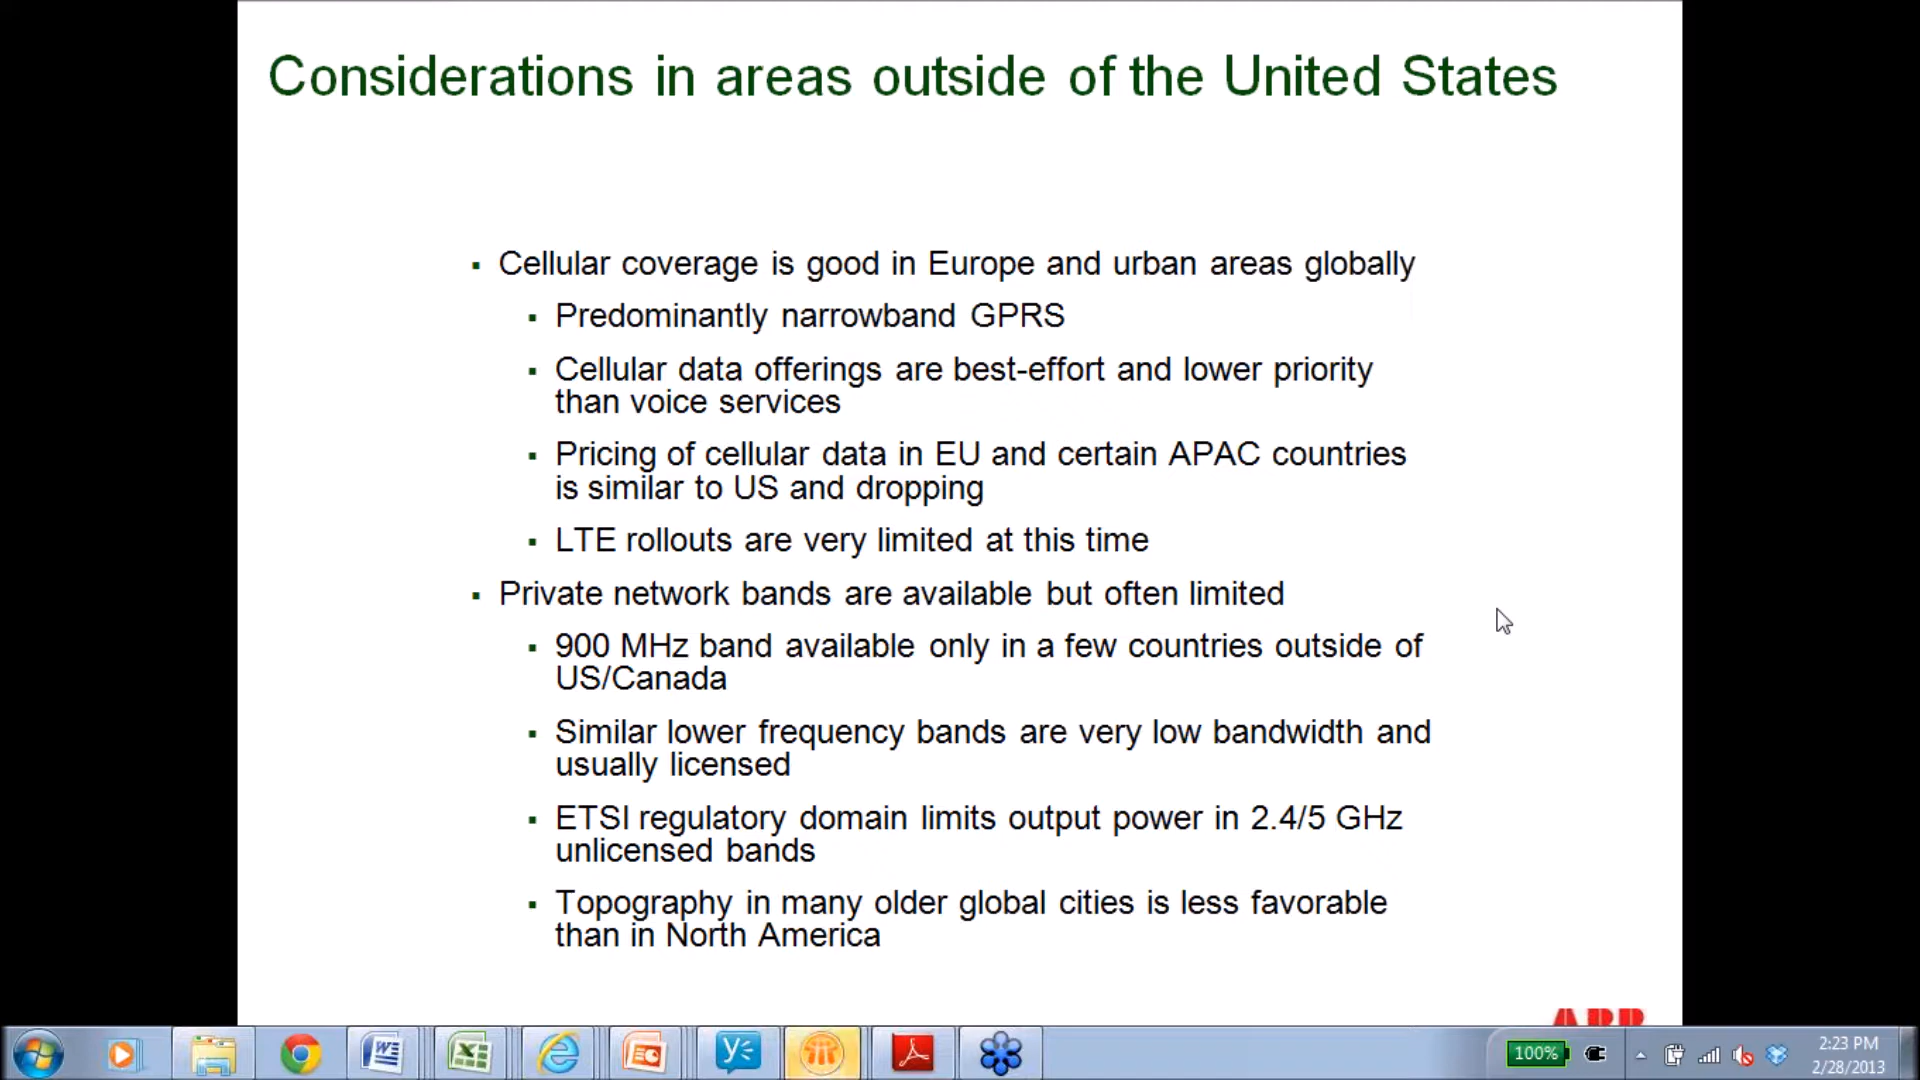 Considerations in areas outside of the United States
▪ Cellular coverage is good in Europe and urban areas globally
▪ Predominantly narrowband GPRS
▪ Cellular data offerings are best-effort and lower priority
than voice services
▪ Pricing of cellular data in EU and certain APAC countries
is similar to US and dropping
▪ LTE rollouts are very limited at this time
▪ Private network bands are available but often limited
▪ 900 MHz band available only in a few countries outside of
US/Canada
▪ Similar lower frequency bands are very low bandwidth and
usually licensed
▪ ETSI regulatory domain limits output power in 2.4/5 GHz
unlicensed bands
▪ Topography in many older global cities is less favorable
than in North America
ABB
100%
2:23 PM
2/28/2013